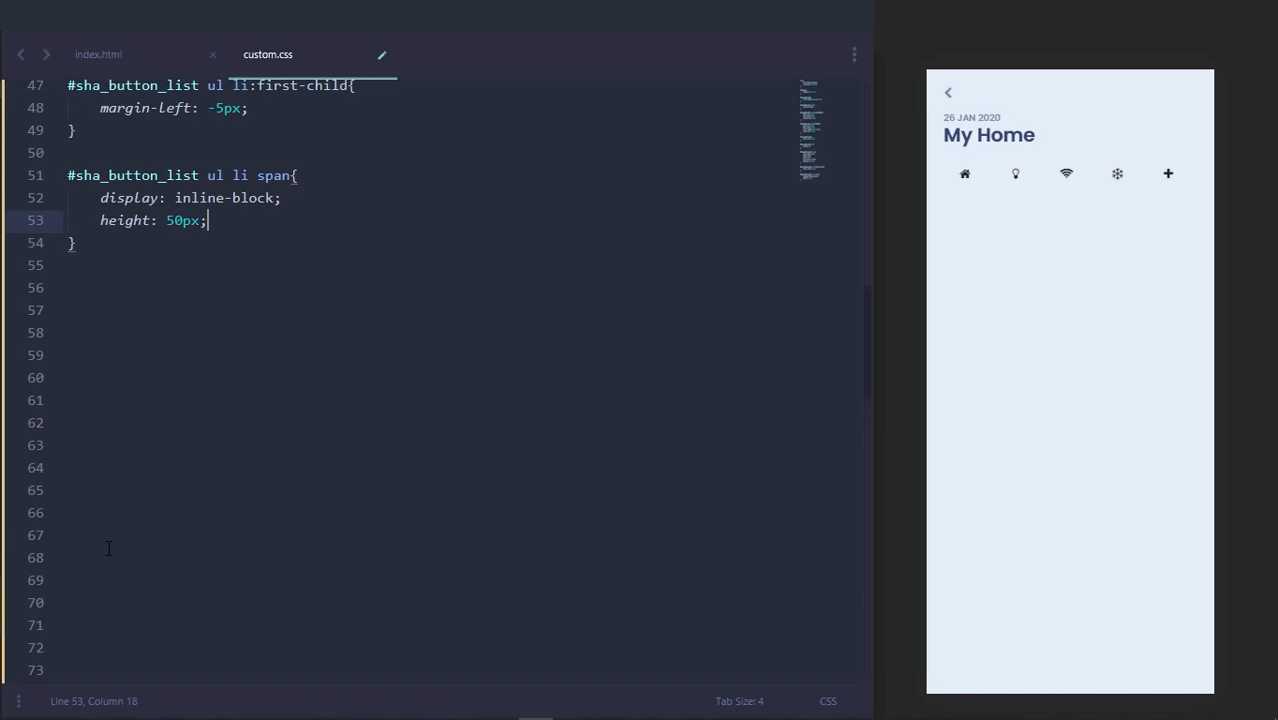 index.html
custom.css
47 #sha_button_list ul li:first-child{
48 margin-left: -5px;
49 }
50
51 #sha_button_list ul li span{
52 display: inline-block;
53 height: 50px;
54 }
55
56
57
58
59
60
61
62
63
64
65
66
67
68
69
70
71
72
73
Line 53, Column 18
Tab Size: 4
CSS
26 JAN 2020
My Home